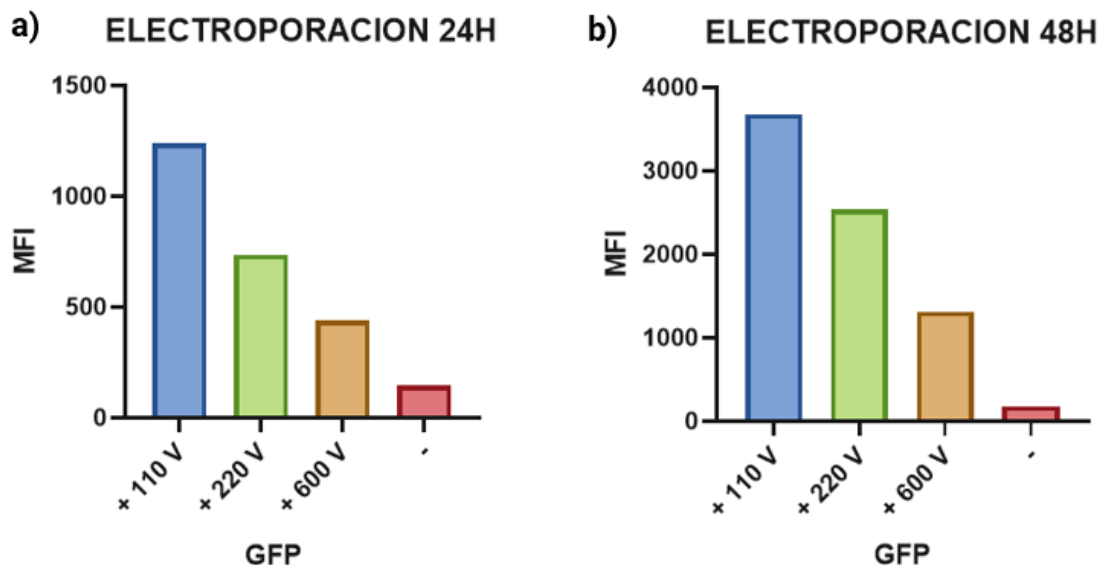 a)
ELECTROPORACION 24H
MFI
1500
1000
500
0
+ 110 V
+ 220 V
+ 600 V
-
GFP
b)
ELECTROPORACION 48H
MFI
4000
3000
2000
1000
0
+ 110 V
+ 220 V
+ 600 V
-
GFP